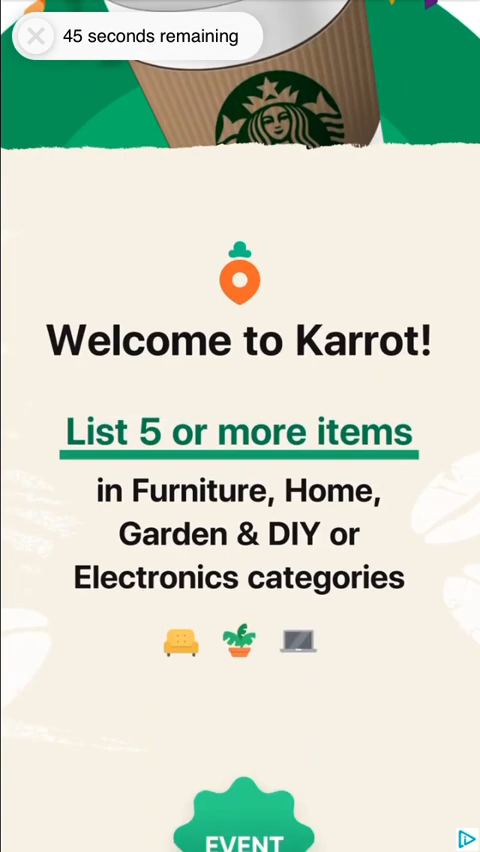 45 seconds remaining
Welcome to Karrot!
List 5 or more items
in Furniture, Home,
Garden & DIY or
Electronics categories
EVENT